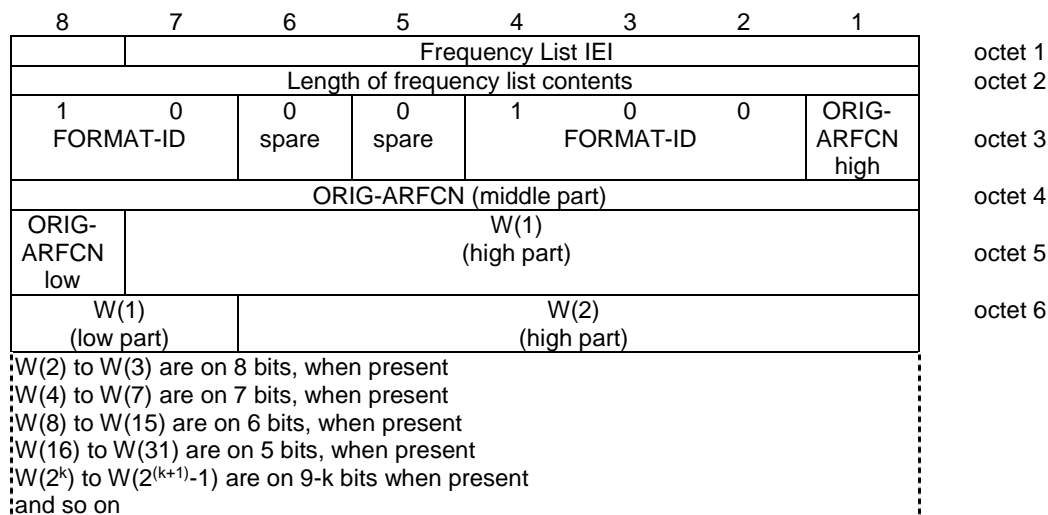 8 7 6 5 4 3 2 1
Frequency List IEI octet 1
Length of frequency list contents octet 2
1 0 0 0 1 0 0 ORIG-
FORMAT-ID spare spare FORMAT-ID ARFCN octet 3
high
ORIG-ARFCN (middle part) octet 4
ORIG- W(1)
ARFCN (high part) octet 5
low
W(1) W(2) octet 6
(low part) (high part)
W(2) to W(3) are on 8 bits, when present
W(4) to W(7) are on 7 bits, when present
W(8) to W(15) are on 6 bits, when present
W(16) to W(31) are on 5 bits, when present
W(2^k) to W(2^(k+1)-1) are on 9-k bits when present
and so on